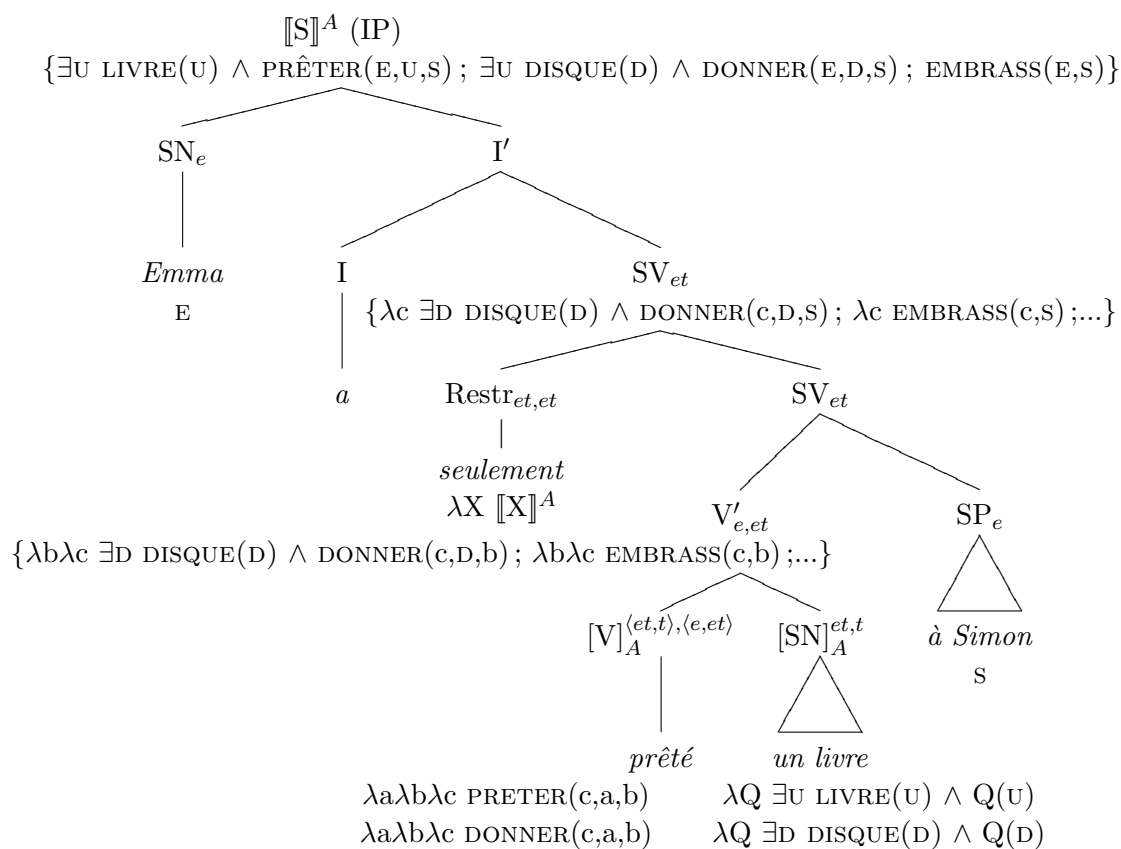 ⟦S⟧^A (IP)
{∃U LIVRE(U) ∧ PRÊTER(E,U,S) ; ∃U DISQUE(D) ∧ DONNER(E,D,S) ; EMBRASS(E,S)}
SN_e I′
Emma I SV_et
E {λc ∃D DISQUE(D) ∧ DONNER(c,D,S) ; λc EMBRASS(c,S) ;...}
a Restr_et,et SV_et
seulement
λX ⟦X⟧^A V′_e,et SP_e
{λbλc ∃D DISQUE(D) ∧ DONNER(c,D,b) ; λbλc EMBRASS(c,b) ;...}
[V]_A^⟨et,t⟩,⟨e,et⟩ [SN]_A^et,t à Simon
S
prêté un livre
λaλbλc PRETER(c,a,b) λQ ∃U LIVRE(U) ∧ Q(U)
λaλbλc DONNER(c,a,b) λQ ∃D DISQUE(D) ∧ Q(D)